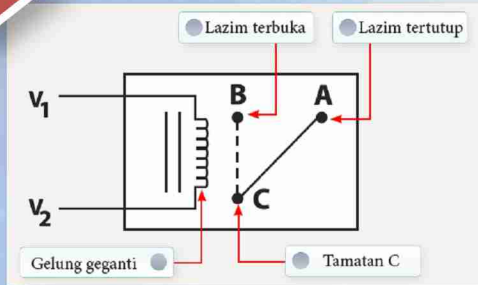 Lazim terbuka
Lazim tertutup
V1
B
A
V2
C
Gelung geganti
Tamatan C